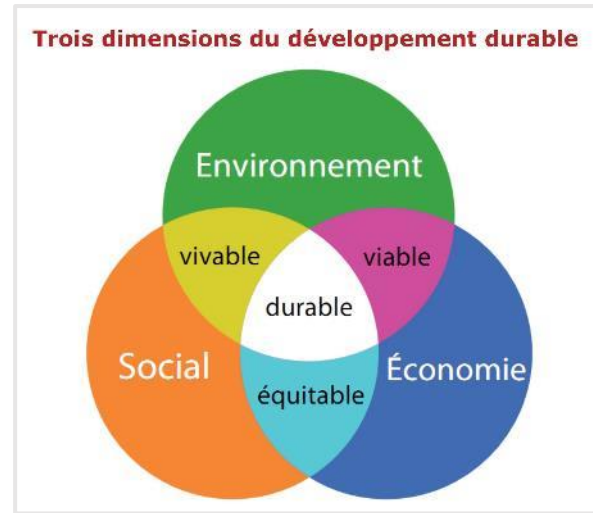 Trois dimensions du développement durable
Environnement
vivable
viable
durable
Social
Économie
équitable